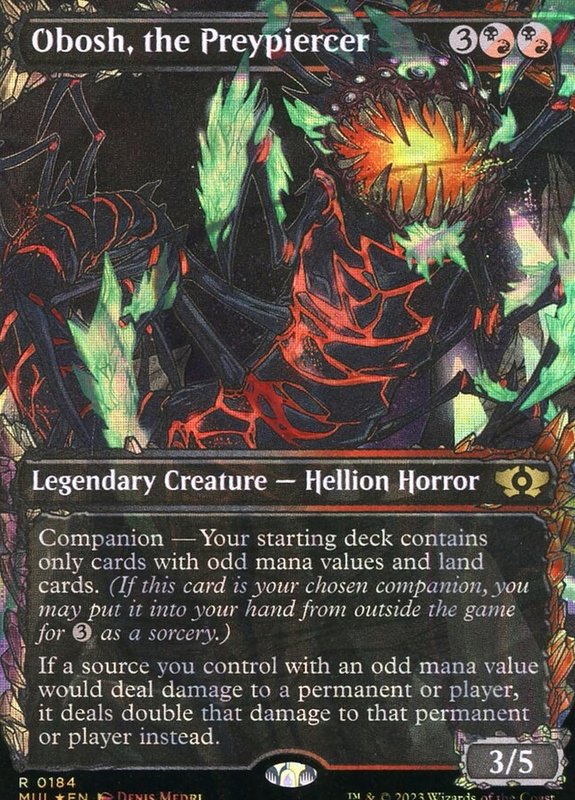 Obosh, the Preypiercer 3
Legendary Creature — Hellion Horror
Companion — Your starting deck contains
only cards with odd mana values and land
cards. (If this card is your chosen companion, you
may put it into your hand from outside the game
for 3 as a sorcery.)
If a source you control with an odd mana value
would deal damage to a permanent or player,
it deals double that damage to that permanent
or player instead.
3/5
R 0184
MUL ★ EN Denis Medri
™ & © 2023 Wizards of the Coast